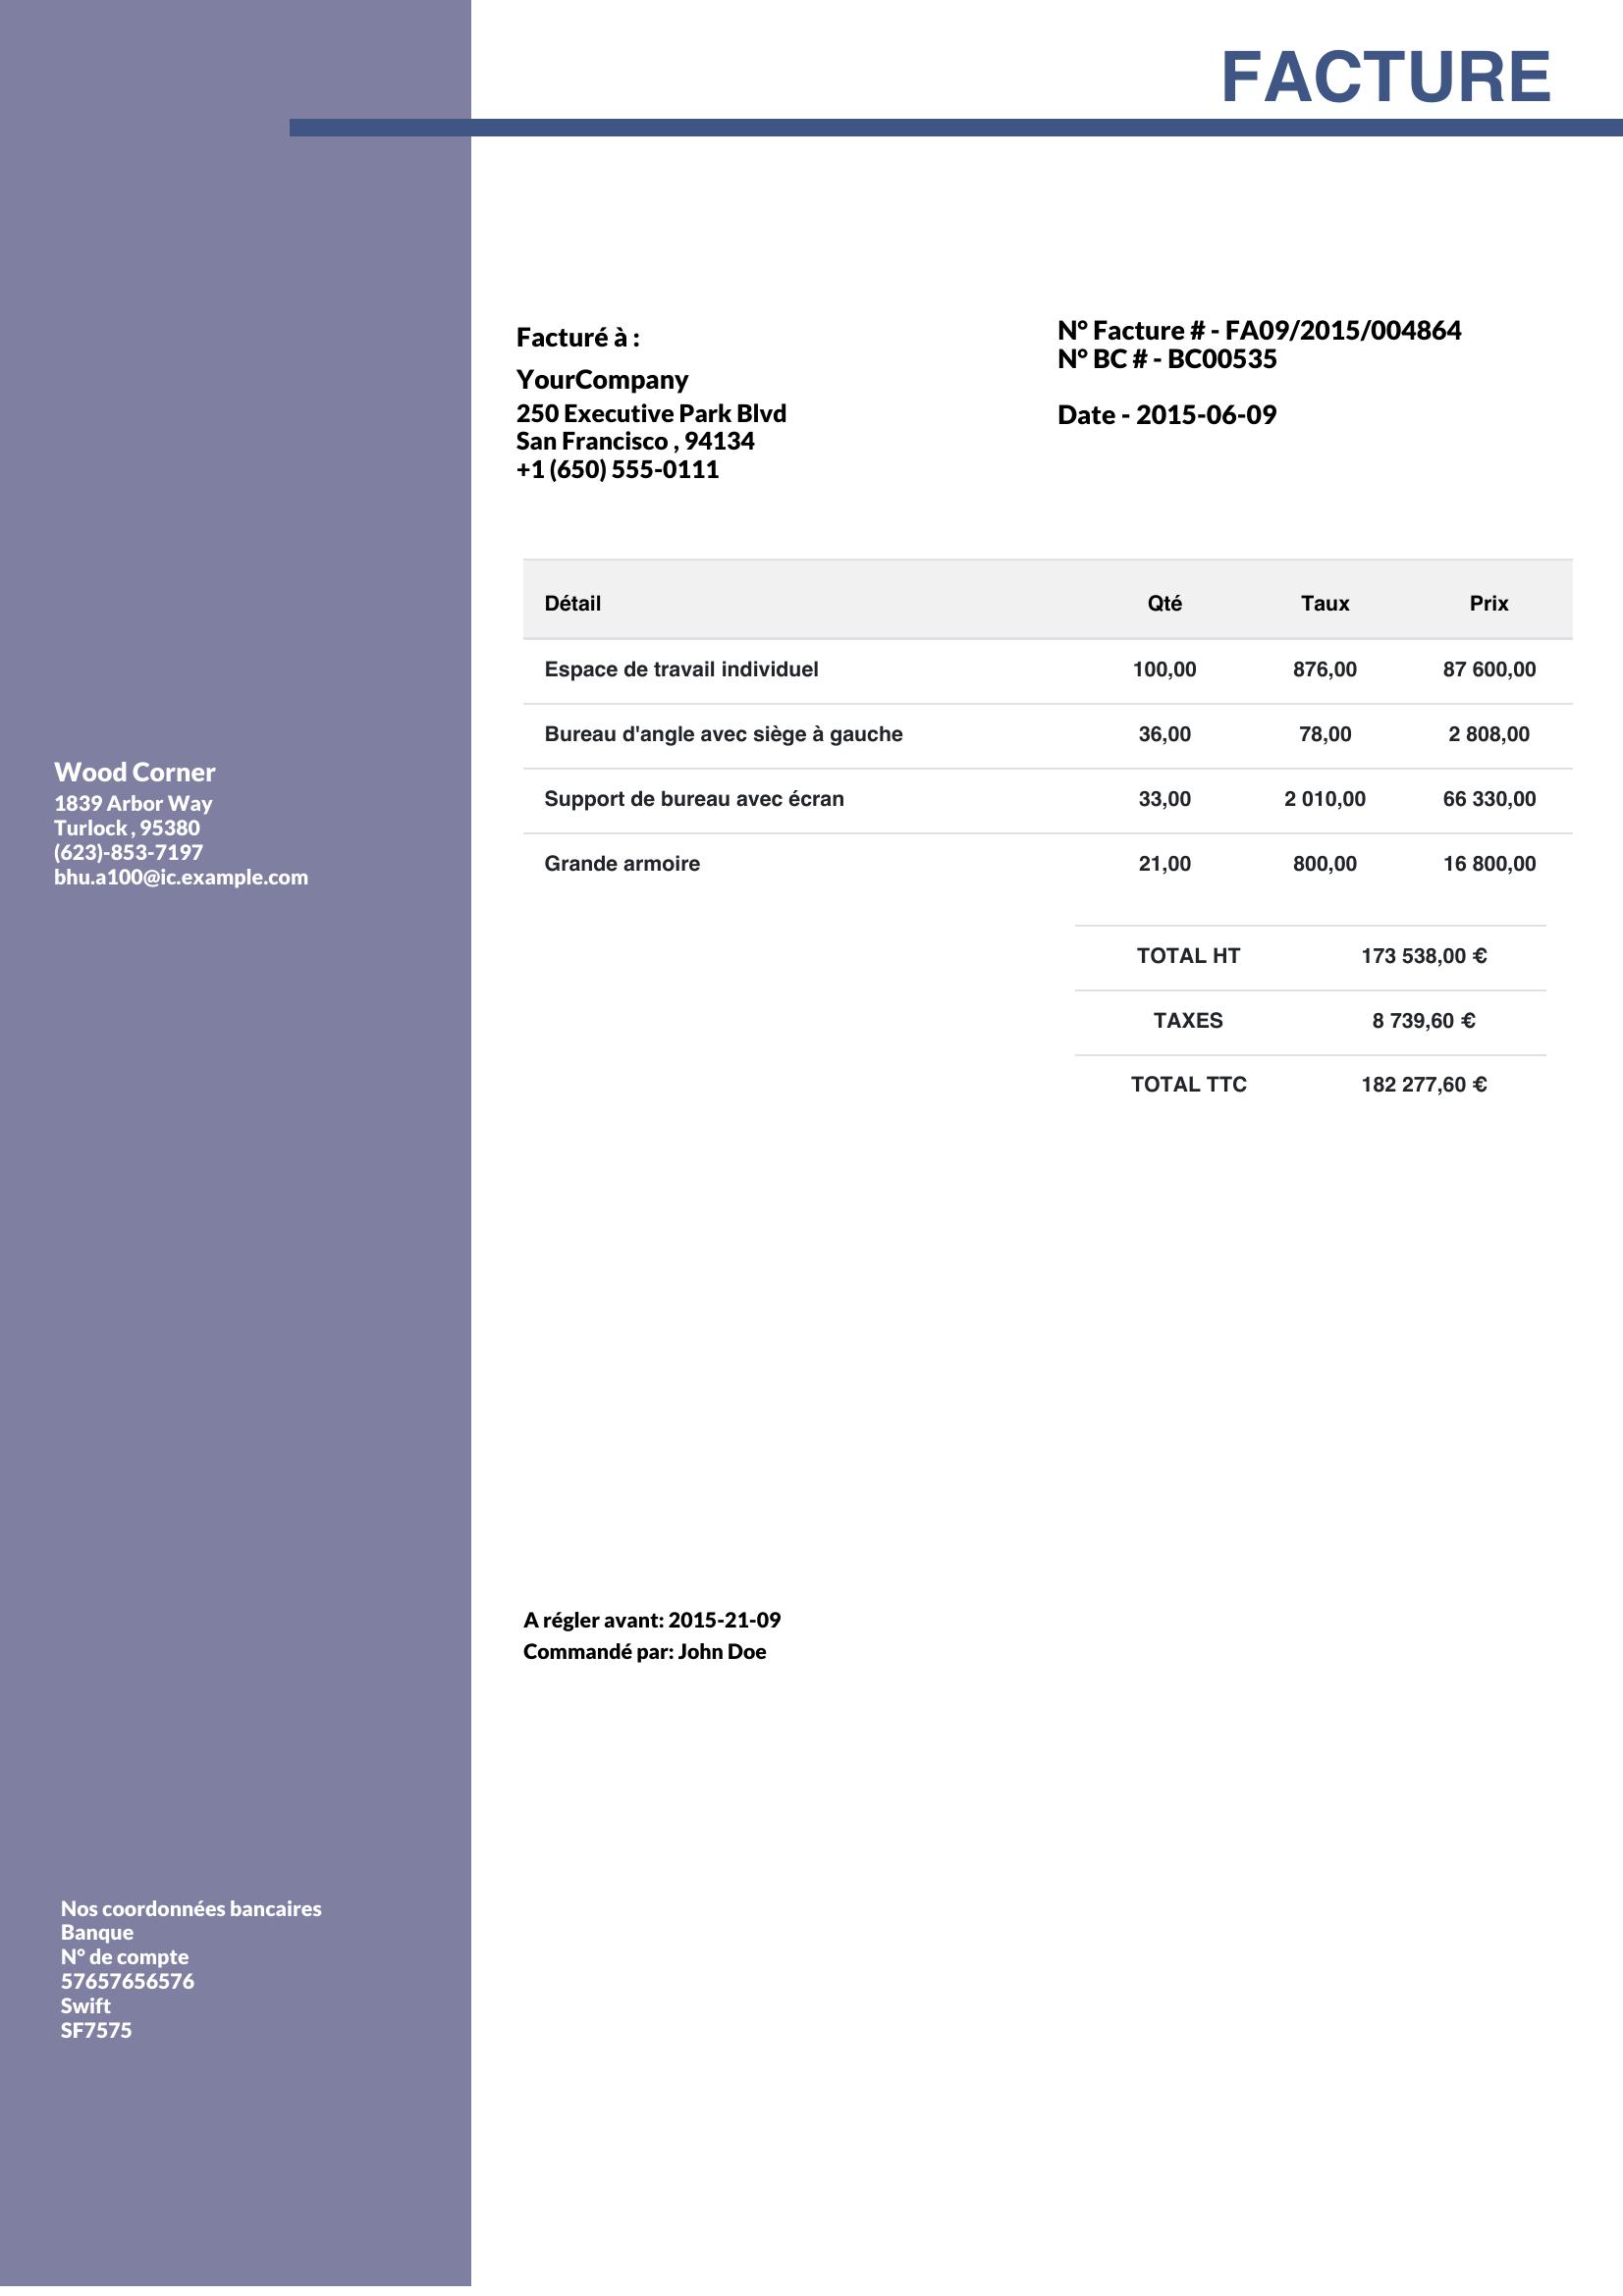 FACTURE
Facturé à :
YourCompany
250 Executive Park Blvd
San Francisco , 94134
+1 (650) 555-0111
N° Facture # - FA09/2015/004864
N° BC # - BC00535
Date - 2015-06-09
Détail Qté Taux Prix
Espace de travail individuel 100,00 876,00 87 600,00
Bureau d'angle avec siège à gauche 36,00 78,00 2 808,00
Support de bureau avec écran 33,00 2 010,00 66 330,00
Grande armoire 21,00 800,00 16 800,00
TOTAL HT 173 538,00 €
TAXES 8 739,60 €
TOTAL TTC 182 277,60 €
Wood Corner
1839 Arbor Way
Turlock , 95380
(623)-853-7197
bhu.a100@ic.example.com
A régler avant: 2015-21-09
Commandé par: John Doe
Nos coordonnées bancaires
Banque
N° de compte
57657656576
Swift
SF7575